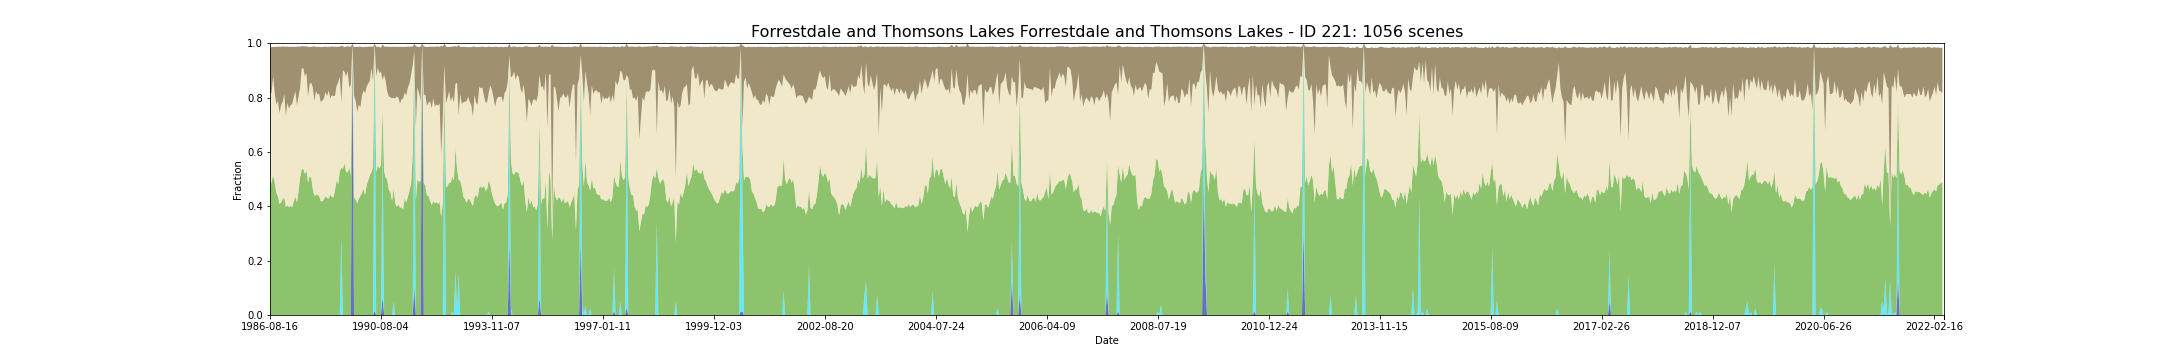 Forrestdale and Thomsons Lakes Forrestdale and Thomsons Lakes - ID 221: 1056 scenes
1.0
0.8
0.6
0.4
0.2
0.0
Fraction
1986-08-16 1990-08-04 1993-11-07 1997-01-11 1999-12-03 2002-08-20 2004-07-24 2006-04-09 2008-07-19 2010-12-24 2013-11-15 2015-08-09 2017-02-26 2018-12-07 2020-06-26 2022-02-16
Date